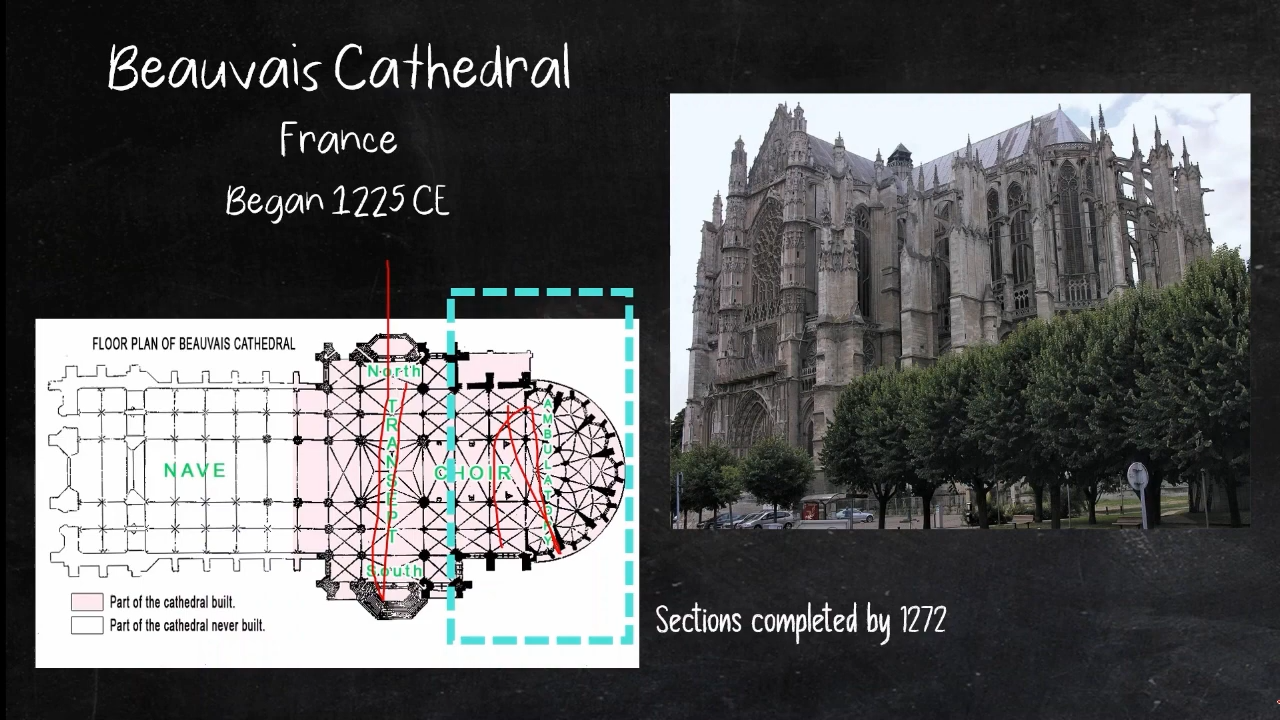 Beauvais Cathedral
France
Began 1225 CE
FLOOR PLAN OF BEAUVAIS CATHEDRAL
North
TRANSEPT
NAVE
CHOIR
AMBULATORY
South
Part of the cathedral built.
Part of the cathedral never built.
Sections completed by 1272